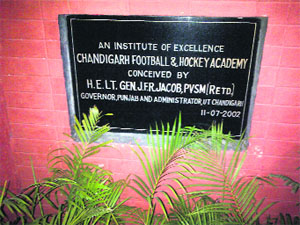 AN INSTITUTE OF EXCELLENCE
CHANDIGARH FOOTBALL & HOCKEY ACADEMY
CONCEIVED BY
H.E. LT. GEN. J.F.R. JACOB, PVSM (RETD.)
GOVERNOR, PUNJAB AND ADMINISTRATOR, UT CHANDIGARH
11-07-2002